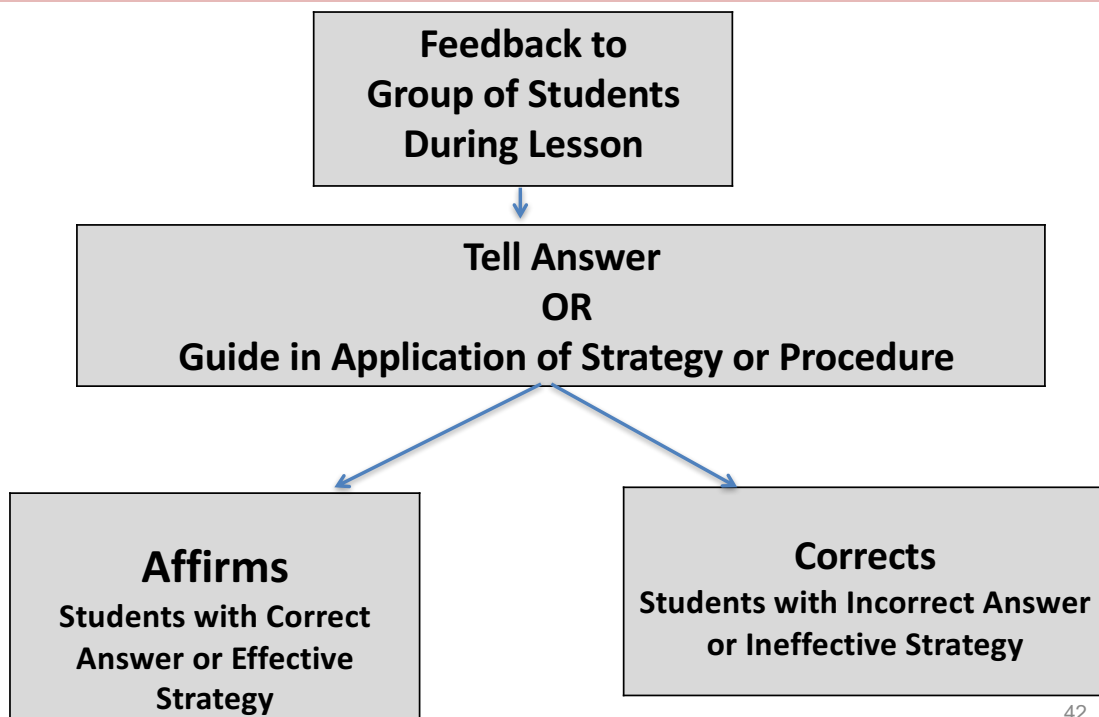 Feedback to
Group of Students
During Lesson
Tell Answer
OR
Guide in Application of Strategy or Procedure
Affirms
Students with Correct
Answer or Effective
Strategy
Corrects
Students with Incorrect Answer
or Ineffective Strategy
42